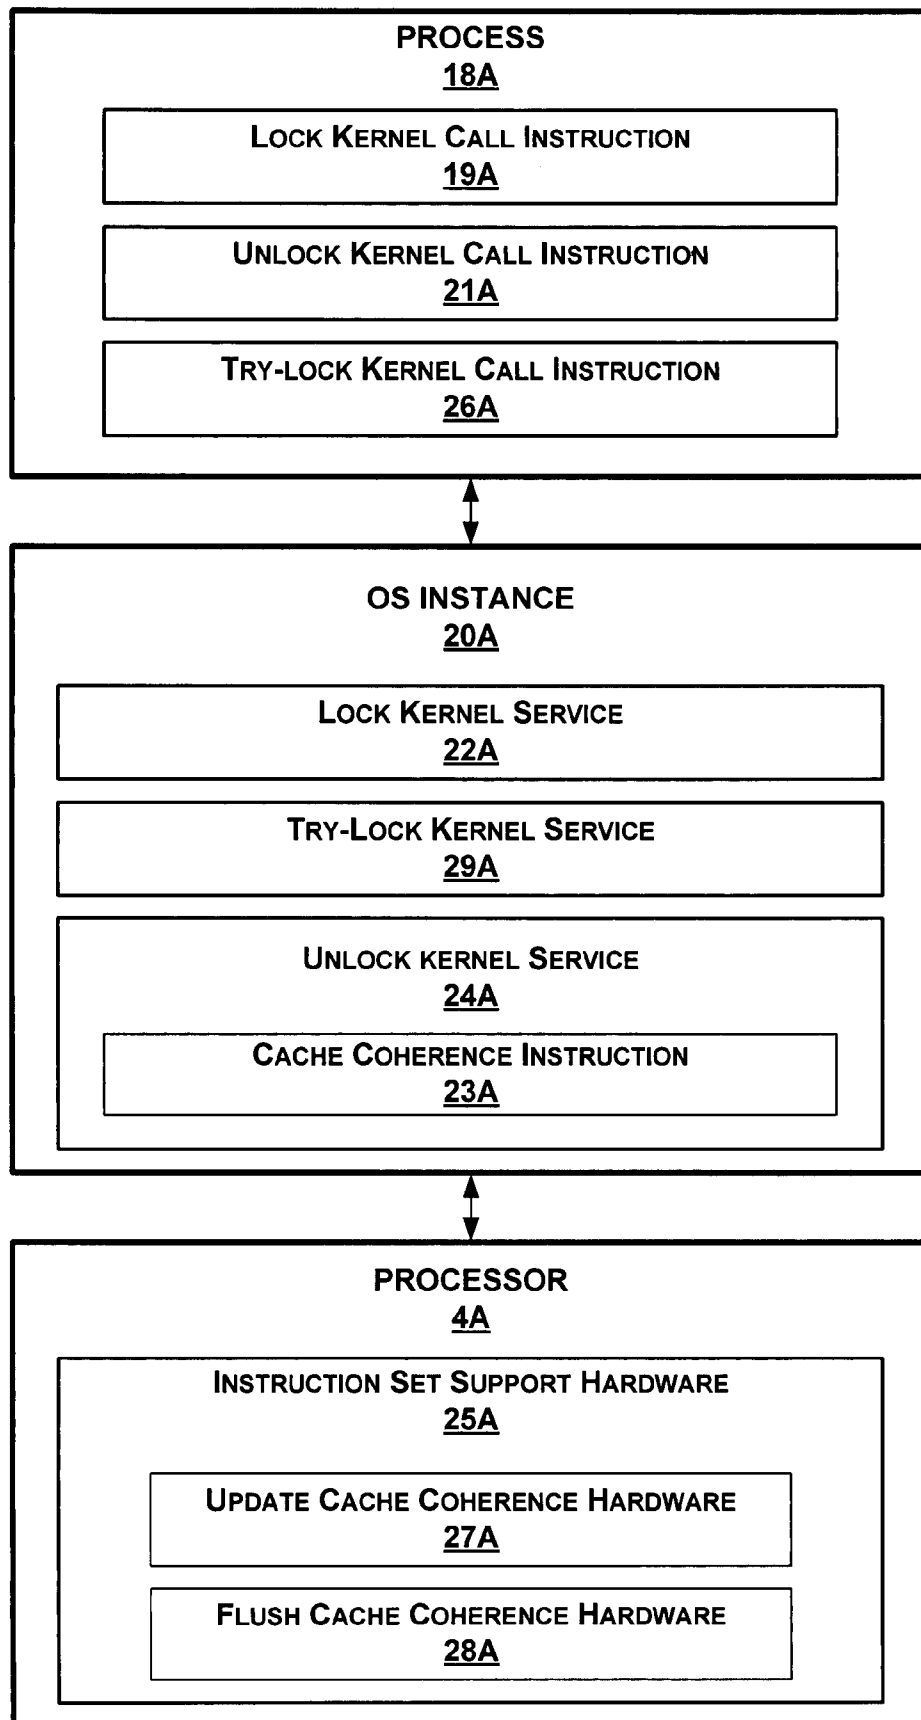 PROCESS
18A
LOCK KERNEL CALL INSTRUCTION
19A
UNLOCK KERNEL CALL INSTRUCTION
21A
TRY-LOCK KERNEL CALL INSTRUCTION
26A
OS INSTANCE
20A
LOCK KERNEL SERVICE
22A
TRY-LOCK KERNEL SERVICE
29A
UNLOCK KERNEL SERVICE
24A
CACHE COHERENCE INSTRUCTION
23A
PROCESSOR
4A
INSTRUCTION SET SUPPORT HARDWARE
25A
UPDATE CACHE COHERENCE HARDWARE
27A
FLUSH CACHE COHERENCE HARDWARE
28A